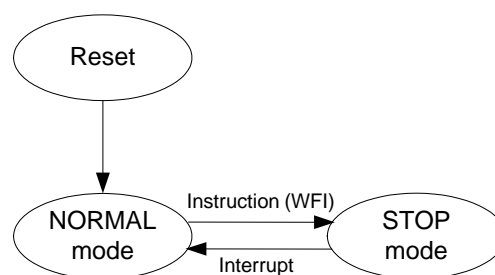 Reset
NORMAL
mode
Instruction (WFI)
Interrupt
STOP
mode